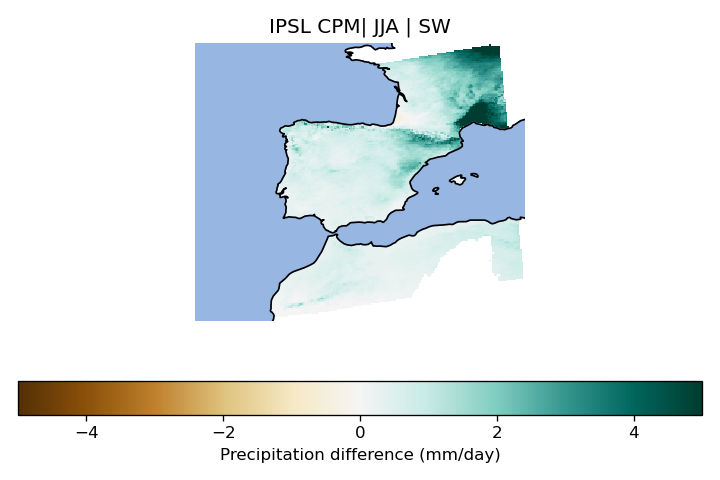 IPSL CPM| JJA | SW
−4 −2 0 2 4
Precipitation difference (mm/day)